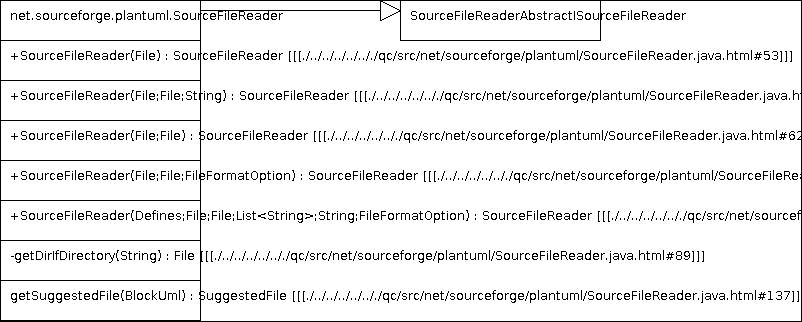 net.sourceforge.plantuml.SourceFileReader
SourceFileReaderAbstractISourceFileReader
+SourceFileReader(File) : SourceFileReader [[[./../../../../../qc/src/net/sourceforge/plantuml/SourceFileReader.java.html#53]]]
+SourceFileReader(File;File;String) : SourceFileReader [[[./../../../../../qc/src/net/sourceforge/plantuml/SourceFileReader.java.ht
+SourceFileReader(File;File) : SourceFileReader [[[./../../../../../qc/src/net/sourceforge/plantuml/SourceFileReader.java.html#62
+SourceFileReader(File;File;FileFormatOption) : SourceFileReader [[[./../../../../../qc/src/net/sourceforge/plantuml/SourceFileRea
+SourceFileReader(Defines;File;File;List<String>;String;FileFormatOption) : SourceFileReader [[[./../../../../../qc/src/net/sourcef
-getDirIfDirectory(String) : File [[[./../../../../../qc/src/net/sourceforge/plantuml/SourceFileReader.java.html#89]]]
getSuggestedFile(BlockUml) : SuggestedFile [[[./../../../../../qc/src/net/sourceforge/plantuml/SourceFileReader.java.html#137]]]